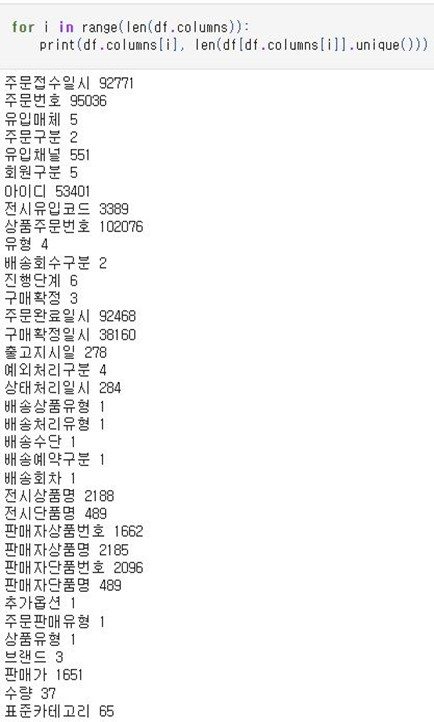 for i in range(len(df.columns)):
    print(df.columns[i], len(df[df.columns[i]].unique()))
주문접수일시 92771
주문번호 95036
유입매체 5
주문구분 2
유입채널 551
회원구분 5
아이디 53401
전시유입코드 3389
상품주문번호 102076
유형 4
배송회수구분 2
진행단계 6
구매확정 3
주문완료일시 92468
구매확정일시 38160
출고지시일 278
예외처리구분 4
상태처리일시 284
배송상품유형 1
배송처리유형 1
배송수단 1
배송예약구분 1
배송회차 1
전시상품명 2188
전시단품명 489
판매자상품번호 1662
판매자상품명 2185
판매자단품번호 2096
판매자단품명 489
추가옵션 1
주문판매유형 1
상품유형 1
브랜드 3
판매가 1651
수량 37
표준카테고리 65